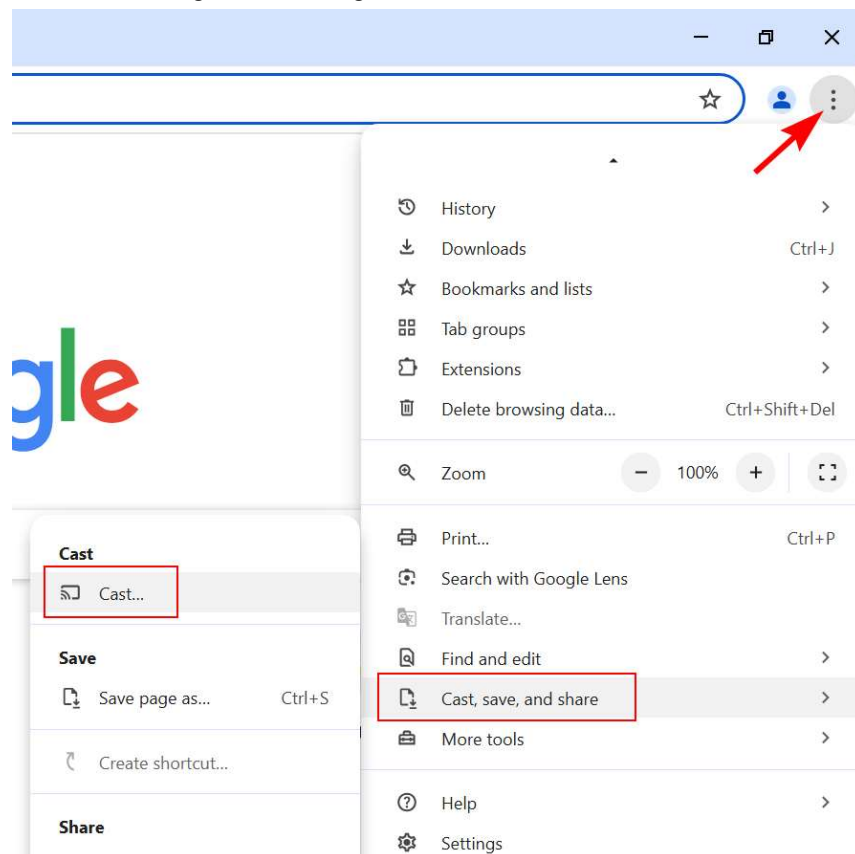 History
Downloads Ctrl+J
Bookmarks and lists
Tab groups
Extensions
Delete browsing data... Ctrl+Shift+Del
Zoom − 100% +
Print... Ctrl+P
Search with Google Lens
Translate...
Find and edit
Cast, save, and share
More tools
Help
Settings
gle
Cast
Cast...
Save
Save page as... Ctrl+S
Create shortcut...
Share